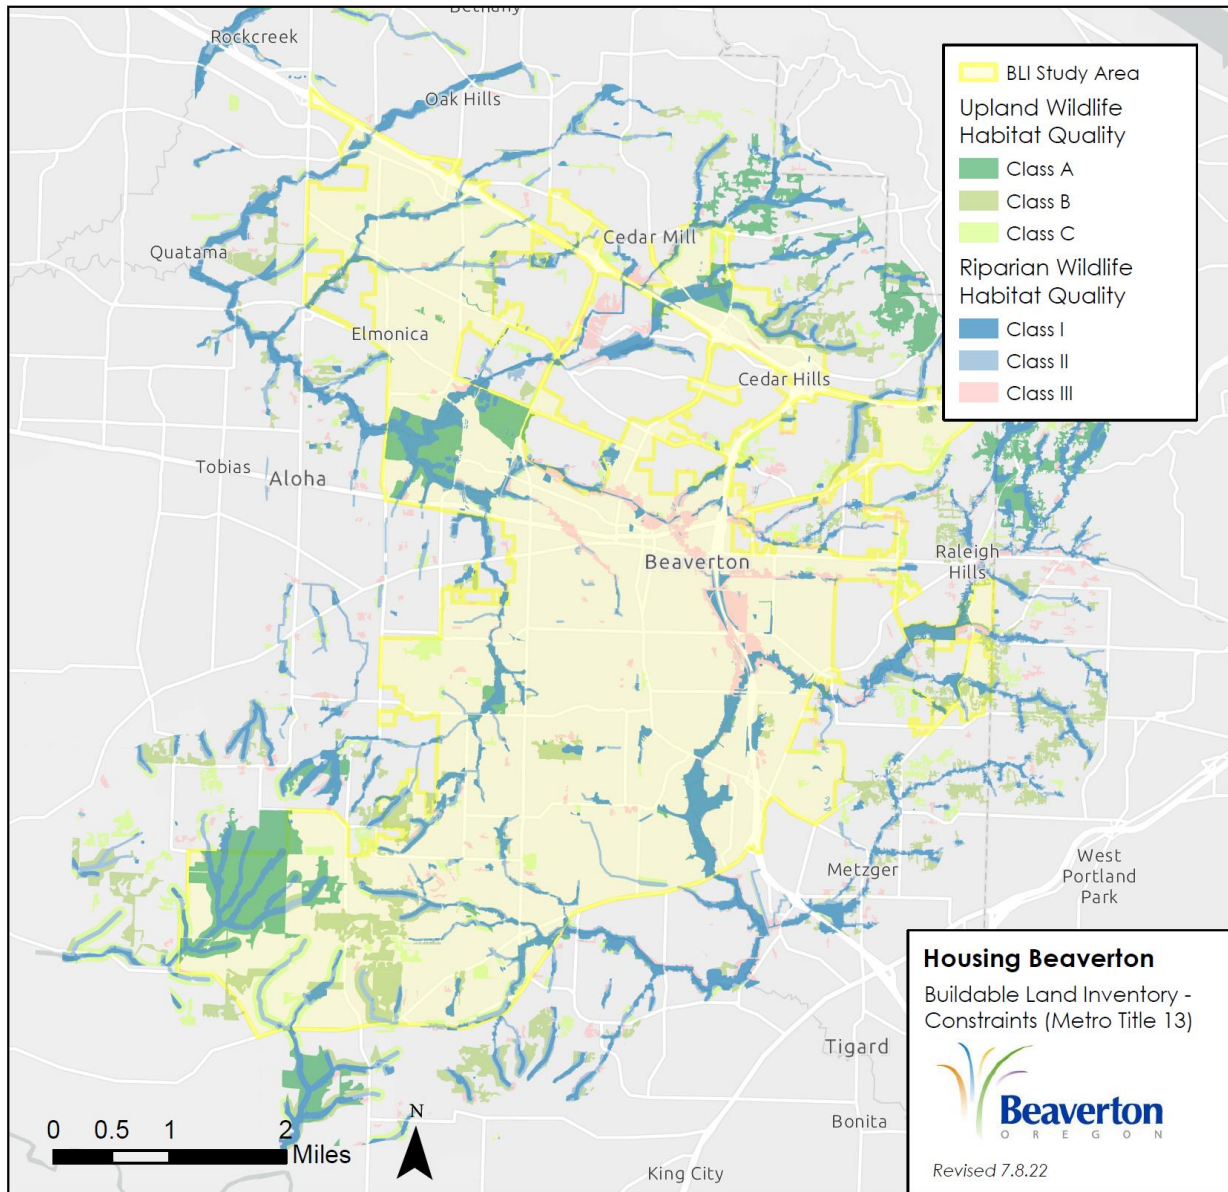 Bethany
Rockcreek
Oak Hills
BLI Study Area
Upland Wildlife
Habitat Quality
Class A
Class B
Class C
Riparian Wildlife
Habitat Quality
Class I
Class II
Class III
Cedar Mill
Quatama
Elmonica
Cedar Hills
Tobias
Aloha
Beaverton
Raleigh
Hills
Metzger
West
Portland
Park
Housing Beaverton
Buildable Land Inventory -
Constraints (Metro Title 13)
Beaverton
OREGON
Revised 7.8.22
Tigard
Bonita
King City
N
0 0.5 1 2
Miles